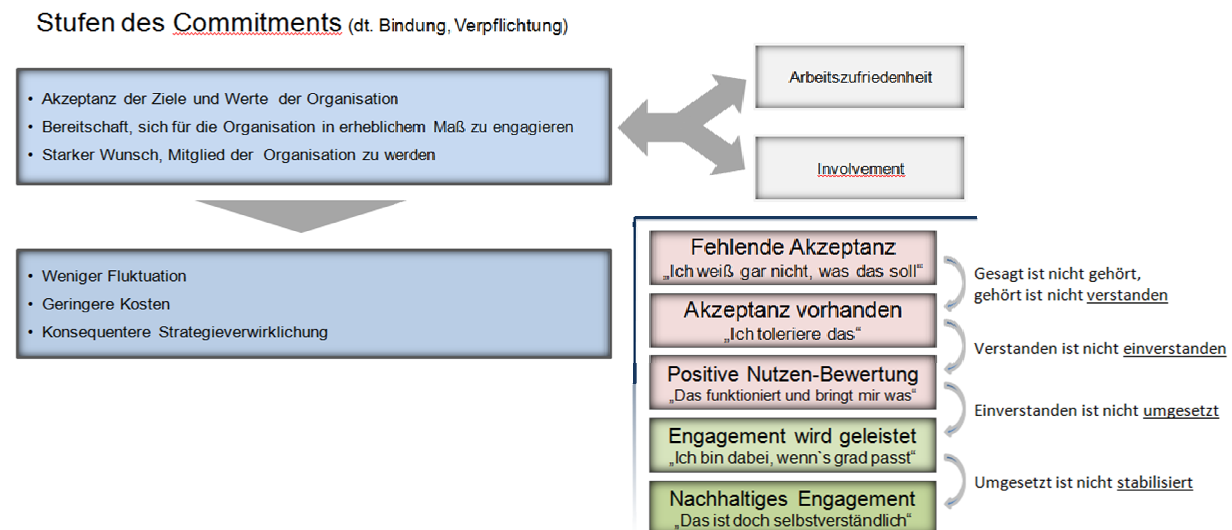 Stufen des Commitments (dt. Bindung, Verpflichtung)
• Akzeptanz der Ziele und Werte der Organisation
• Bereitschaft, sich für die Organisation in erheblichem Maß zu engagieren
• Starker Wunsch, Mitglied der Organisation zu werden
Arbeitszufriedenheit
Involvement
• Weniger Fluktuation
• Geringere Kosten
• Konsequentere Strategieverwirklichung
Fehlende Akzeptanz
„Ich weiß gar nicht, was das soll“
Akzeptanz vorhanden
„Ich toleriere das“
Positive Nutzen-Bewertung
„Das funktioniert und bringt mir was“
Engagement wird geleistet
„Ich bin dabei, wenn`s grad passt“
Nachhaltiges Engagement
„Das ist doch selbstverständlich“
Gesagt ist nicht gehört,
gehört ist nicht verstanden
Verstanden ist nicht einverstanden
Einverstanden ist nicht umgesetzt
Umgesetzt ist nicht stabilisiert